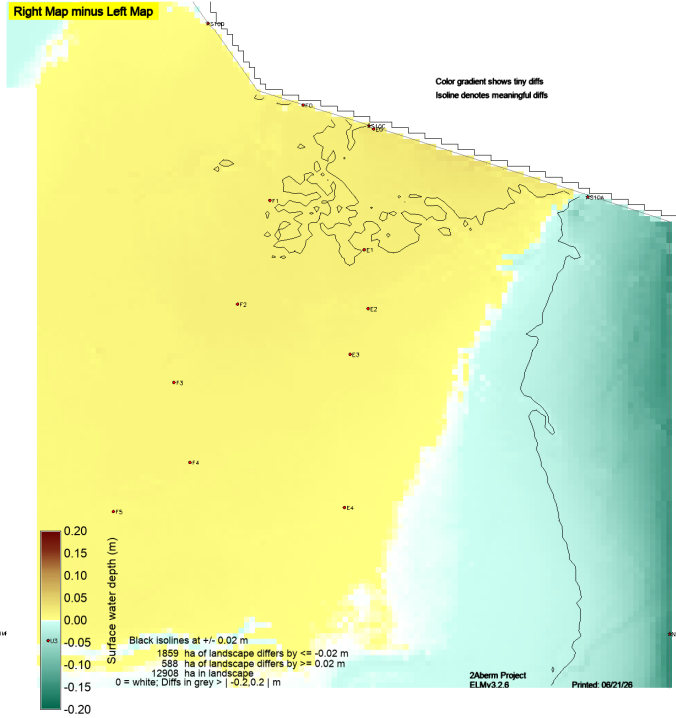 Right Map minus Left Map
S10D
Color gradient shows tiny diffs
Isoline denotes meaningful diffs
F0
S10C
E0
S10A
F1
E1
F2
E2
E3
F3
F4
E4
F5
0.20
0.15
0.10
0.05
0.00
-0.05
-0.10
-0.15
-0.20
Surface water depth (m)
U3
Black isolines at +/- 0.02 m
1859 ha of landscape differs by <= -0.02 m
588 ha of landscape differs by >= 0.02 m
12908 ha in landscape
0 = white; Diffs in grey > | -0.2,0.2 | m
2Aberm Project
ELMv3.2.6
Printed: 06/21/26